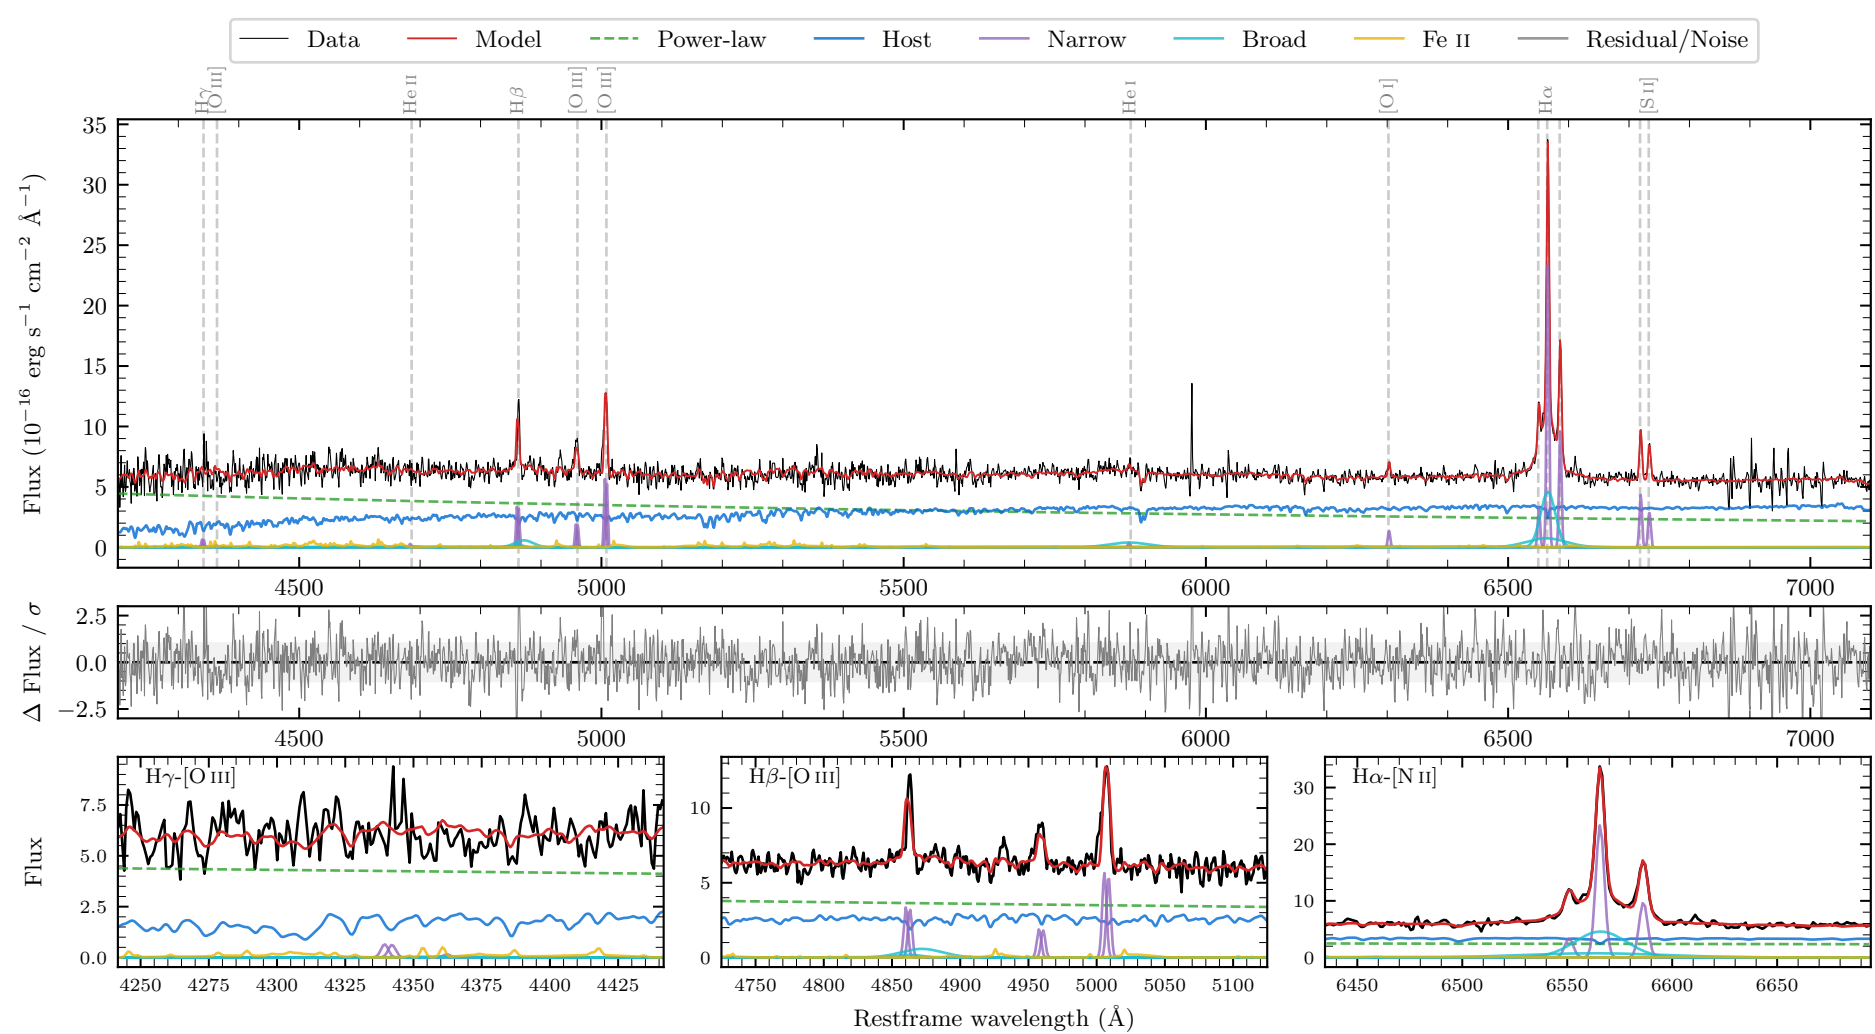 Data Model Power-law Host Narrow Broad Fe II Residual/Noise
Hγ [O III] He II Hβ [O III] [O III] He I [O I] Hα [S II]
Flux (10⁻¹⁶ erg s⁻¹ cm⁻² Å⁻¹)
35
30
25
20
15
10
5
0
4500 5000 5500 6000 6500 7000
Δ Flux / σ
2.5
0.0
−2.5
4500 5000 5500 6000 6500 7000
Flux
Hγ-[O III]
7.5
5.0
2.5
0.0
4250 4275 4300 4325 4350 4375 4400 4425
Hβ-[O III]
10
5
0
4750 4800 4850 4900 4950 5000 5050 5100
Hα-[N II]
30
20
10
0
6450 6500 6550 6600 6650
Restframe wavelength (Å)